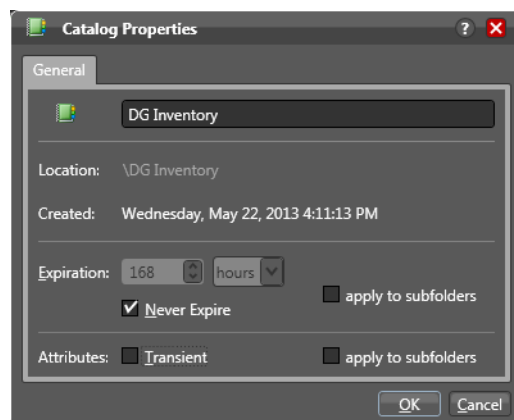 Catalog Properties ?
General
DG Inventory
Location: \DG Inventory
Created: Wednesday, May 22, 2013 4:11:13 PM
Expiration: 168 hours
Never Expire apply to subfolders
Attributes: Transient apply to subfolders
OK Cancel